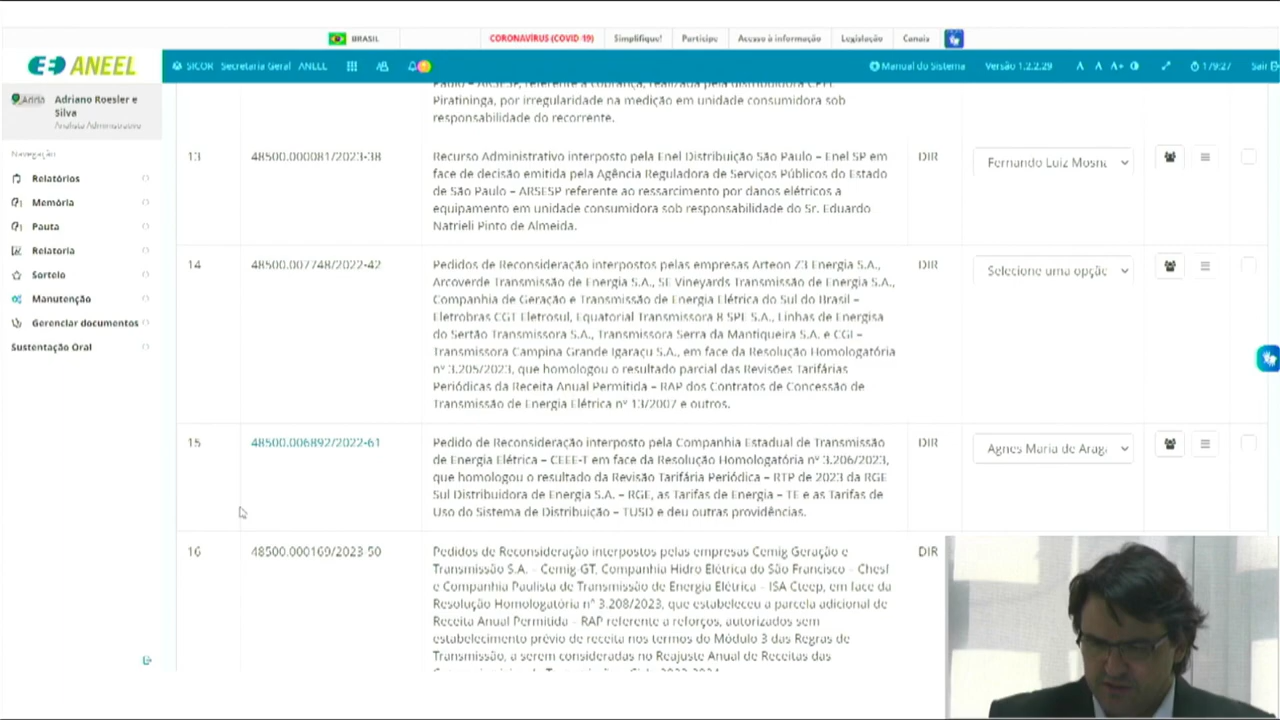 BRASIL
CORONAVÍRUS (COVID-19)
Simplifique!
Participe
Acesso à informação
Legislação
Canais
ANEEL
SICOR Secretaria Geral ANEEL
Manual do Sistema
Versão 1.2.2.29
A A A+
179:27
Sair
Adriano Roesler e
Silva
Analista Administrativo
Navegação
Relatórios
Memória
Pauta
Relatoria
Sorteio
Manutenção
Gerenciar documentos
Sustentação Oral
Piratininga, por irregularidade na medição em unidade consumidora sob
responsabilidade do recorrente.
13
48500.000081/2023-38
Recurso Administrativo interposto pela Enel Distribuição São Paulo – Enel SP em
face de decisão emitida pela Agência Reguladora de Serviços Públicos do Estado
de São Paulo – ARSESP referente ao ressarcimento por danos elétricos a
equipamento em unidade consumidora sob responsabilidade do Sr. Eduardo
Natrieli Pinto de Almeida.
DIR
Fernando Luiz Mosna
14
48500.007748/2022-42
Pedidos de Reconsideração interpostos pelas empresas Arteon Z3 Energia S.A.,
Arcoverde Transmissão de Energia S.A., SE Vineyards Transmissão de Energia S.A.,
Companhia de Geração e Transmissão de Energia Elétrica do Sul do Brasil –
Eletrobras CGT Eletrosul, Equatorial Transmissora 8 SPE S.A., Linhas de Energisa
do Sertão Transmissora S.A., Transmissora Serra da Mantiqueira S.A. e CGI –
Transmissora Campina Grande Igaraçu S.A., em face da Resolução Homologatória
nº 3.205/2023, que homologou o resultado parcial das Revisões Tarifárias
Periódicas da Receita Anual Permitida – RAP dos Contratos de Concessão de
Transmissão de Energia Elétrica nº 13/2007 e outros.
DIR
Selecione uma opção
15
48500.006892/2022-61
Pedido de Reconsideração interposto pela Companhia Estadual de Transmissão
de Energia Elétrica – CEEE-T em face da Resolução Homologatória nº 3.206/2023,
que homologou o resultado da Revisão Tarifária Periódica – RTP de 2023 da RGE
Sul Distribuidora de Energia S.A. – RGE, as Tarifas de Energia – TE e as Tarifas de
Uso do Sistema de Distribuição – TUSD e deu outras providências.
DIR
Agnes Maria de Araga
16
48500.000169/2023-50
Pedidos de Reconsideração interpostos pelas empresas Cemig Geração e
Transmissão S.A. - Cemig-GT, Companhia Hidro Elétrica do São Francisco - Chesf
e Companhia Paulista de Transmissão de Energia Elétrica - ISA Cteep, em face da
Resolução Homologatória nº 3.208/2023, que estabeleceu a parcela adicional de
Receita Anual Permitida - RAP referente a reforços, autorizados sem
estabelecimento prévio de receita nos termos do Módulo 3 das Regras de
Transmissão, a serem consideradas no Reajuste Anual de Receitas das
DIR